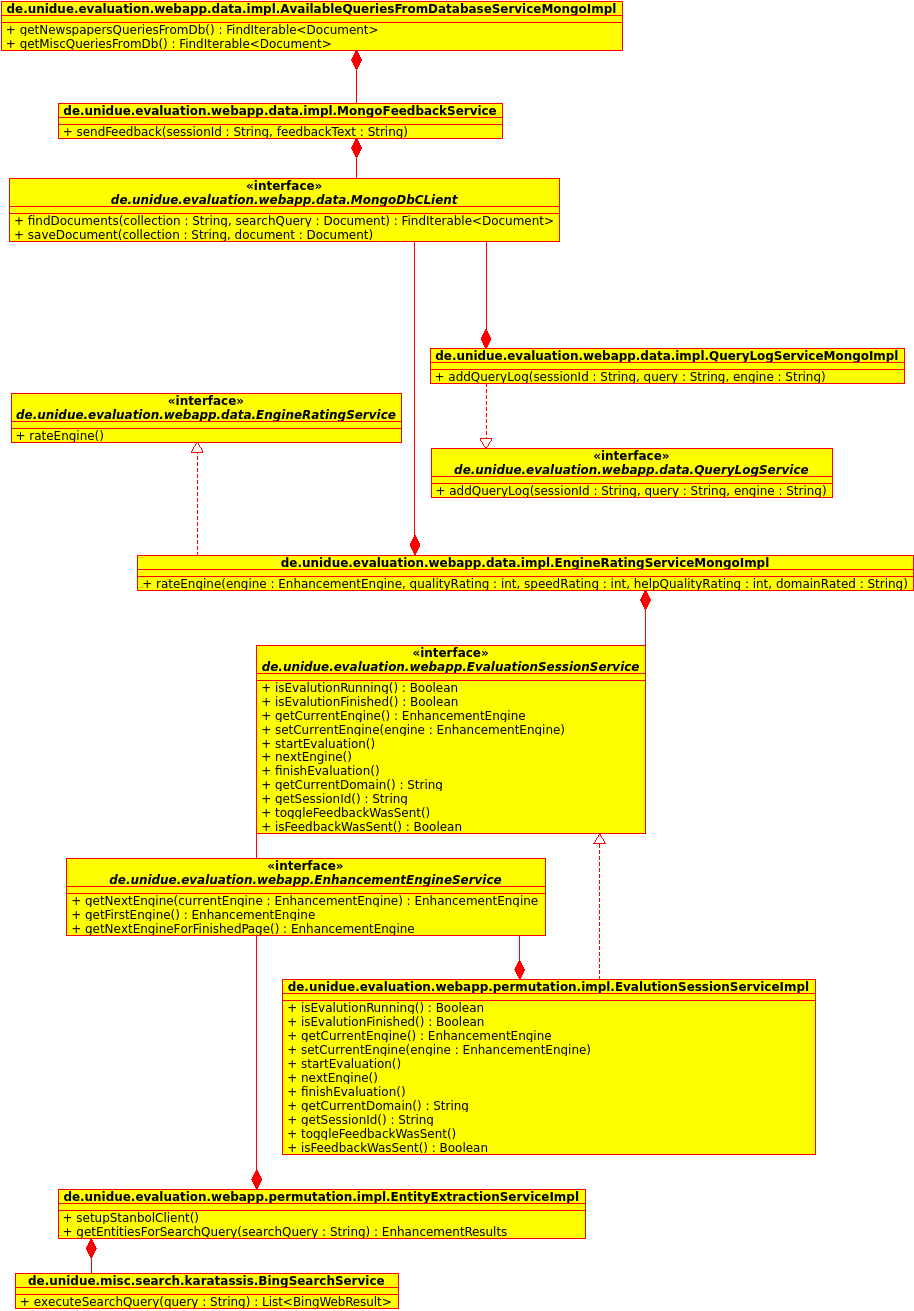 de.unidue.evaluation.webapp.data.impl.AvailableQueriesFromDatabaseServiceMongoImpl
+ getNewspapersQueriesFromDb() : FindIterable<Document>
+ getMiscQueriesFromDb() : FindIterable<Document>
de.unidue.evaluation.webapp.data.impl.MongoFeedbackService
+ sendFeedback(sessionId : String, feedbackText : String)
«interface»
de.unidue.evaluation.webapp.data.MongoDbCLient
+ findDocuments(collection : String, searchQuery : Document) : FindIterable<Document>
+ saveDocument(collection : String, document : Document)
de.unidue.evaluation.webapp.data.impl.QueryLogServiceMongoImpl
+ addQueryLog(sessionId : String, query : String, engine : String)
«interface»
de.unidue.evaluation.webapp.data.EngineRatingService
+ rateEngine()
«interface»
de.unidue.evaluation.webapp.data.QueryLogService
+ addQueryLog(sessionId : String, query : String, engine : String)
de.unidue.evaluation.webapp.data.impl.EngineRatingServiceMongoImpl
+ rateEngine(engine : EnhancementEngine, qualityRating : int, speedRating : int, helpQualityRating : int, domainRated : String)
«interface»
de.unidue.evaluation.webapp.EvaluationSessionService
+ isEvalutionRunning() : Boolean
+ isEvalutionFinished() : Boolean
+ getCurrentEngine() : EnhancementEngine
+ setCurrentEngine(engine : EnhancementEngine)
+ startEvaluation()
+ nextEngine()
+ finishEvaluation()
+ getCurrentDomain() : String
+ getSessionId() : String
+ toggleFeedbackWasSent()
+ isFeedbackWasSent() : Boolean
«interface»
de.unidue.evaluation.webapp.EnhancementEngineService
+ getNextEngine(currentEngine : EnhancementEngine) : EnhancementEngine
+ getFirstEngine() : EnhancementEngine
+ getNextEngineForFinishedPage() : EnhancementEngine
de.unidue.evaluation.webapp.permutation.impl.EvalutionSessionServiceImpl
+ isEvalutionRunning() : Boolean
+ isEvalutionFinished() : Boolean
+ getCurrentEngine() : EnhancementEngine
+ setCurrentEngine(engine : EnhancementEngine)
+ startEvaluation()
+ nextEngine()
+ finishEvaluation()
+ getCurrentDomain() : String
+ getSessionId() : String
+ toggleFeedbackWasSent()
+ isFeedbackWasSent() : Boolean
de.unidue.evaluation.webapp.permutation.impl.EntityExtractionServiceImpl
+ setupStanbolClient()
+ getEntitiesForSearchQuery(searchQuery : String) : EnhancementResults
de.unidue.misc.search.karatassis.BingSearchService
+ executeSearchQuery(query : String) : List<BingWebResult>